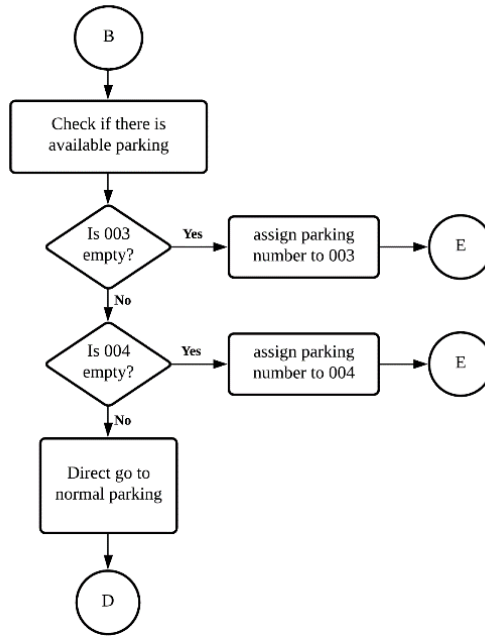 B
Check if there is
available parking
Is 003
empty?
Yes
assign parking
number to 003
E
No
Is 004
empty?
Yes
assign parking
number to 004
E
No
Direct go to
normal parking
D